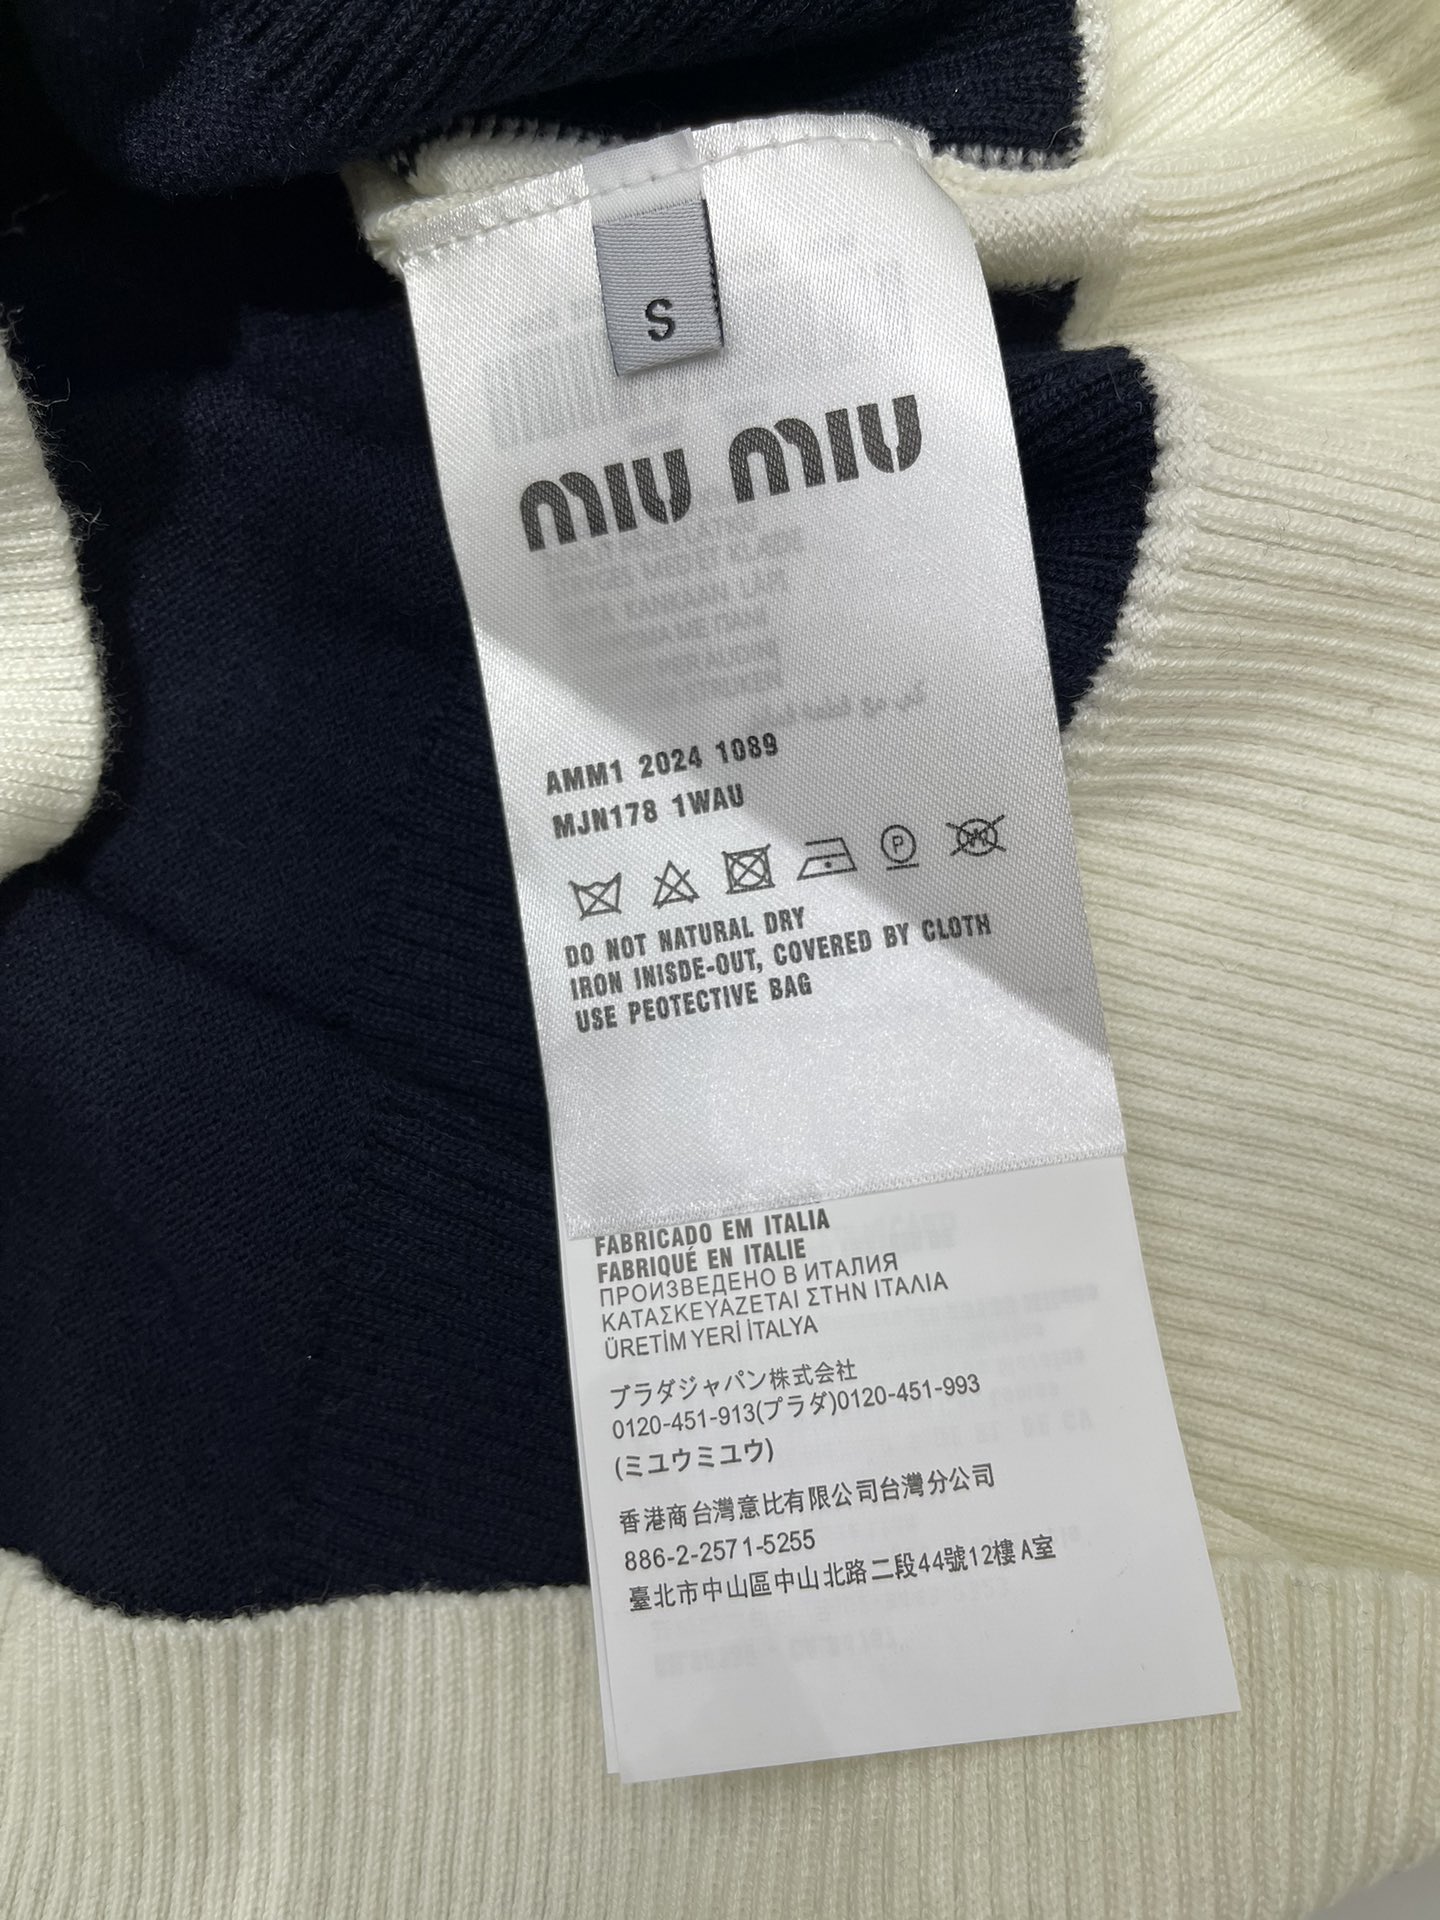 S
miu miu
AMM1 2024 1089
MJN178 1WAU
P
W
DO NOT NATURAL DRY
IRON INISDE-OUT, COVERED BY CLOTH
USE PEOTECTIVE BAG
FABRICADO EM ITALIA
FABRIQUÉ EN ITALIE
ПРОИЗВЕДЕНО В ИТАЛИЯ
ΚΑΤΑΣΚΕΥΑΖΕΤΑΙ ΣΤΗΝ ΙΤΑΛΙΑ
ÜRETİM YERİ İTALYA
プラダジャパン株式会社
0120-451-913(プラダ)0120-451-993
(ミユウミユウ)
香港商台灣意比有限公司台灣分公司
886-2-2571-5255
臺北市中山區中山北路二段44號12樓A室